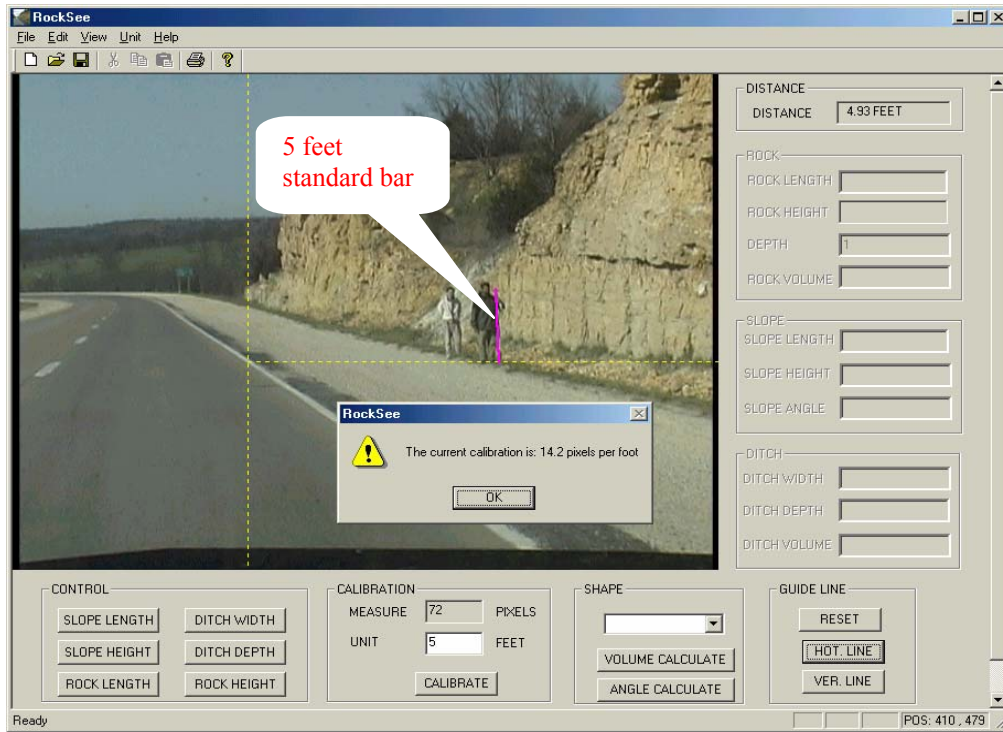 RockSee
File Edit View Unit Help
5 feet
standard bar
RockSee
The current calibration is: 14.2 pixels per foot
OK
DISTANCE
DISTANCE 4.93 FEET
ROCK
ROCK LENGTH
ROCK HEIGHT
DEPTH 1
ROCK VOLUME
SLOPE
SLOPE LENGTH
SLOPE HEIGHT
SLOPE ANGLE
DITCH
DITCH WIDTH
DITCH DEPTH
DITCH VOLUME
CONTROL
SLOPE LENGTH DITCH WIDTH
SLOPE HEIGHT DITCH DEPTH
ROCK LENGTH ROCK HEIGHT
CALIBRATION
MEASURE 72 PIXELS
UNIT 5 FEET
CALIBRATE
SHAPE
VOLUME CALCULATE
ANGLE CALCULATE
GUIDE LINE
RESET
HOT. LINE
VER. LINE
Ready
POS: 410 , 479